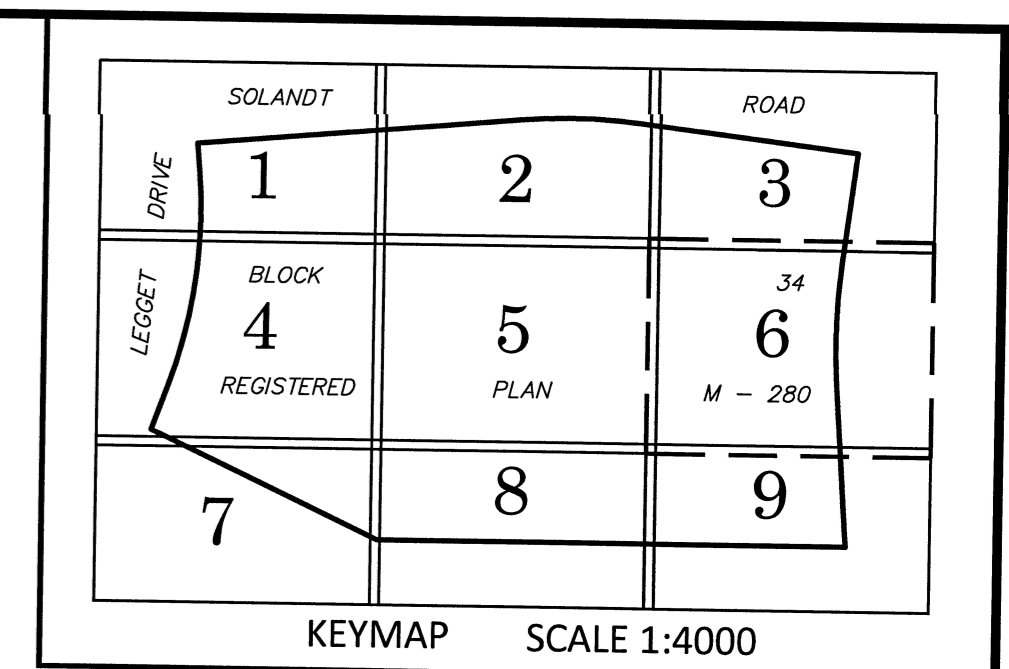 SOLANDT ROAD
DRIVE
1 2 3
LEGGET
BLOCK 34
4 5 6
REGISTERED PLAN M - 280
7 8 9
KEYMAP SCALE 1:4000